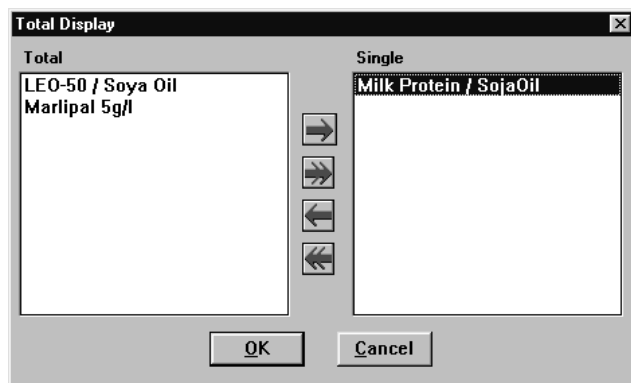 Total Display
Total
Single
LEO-50 / Soya Oil
Marlipal 5g/l
Milk Protein / SojaOil
OK
Cancel